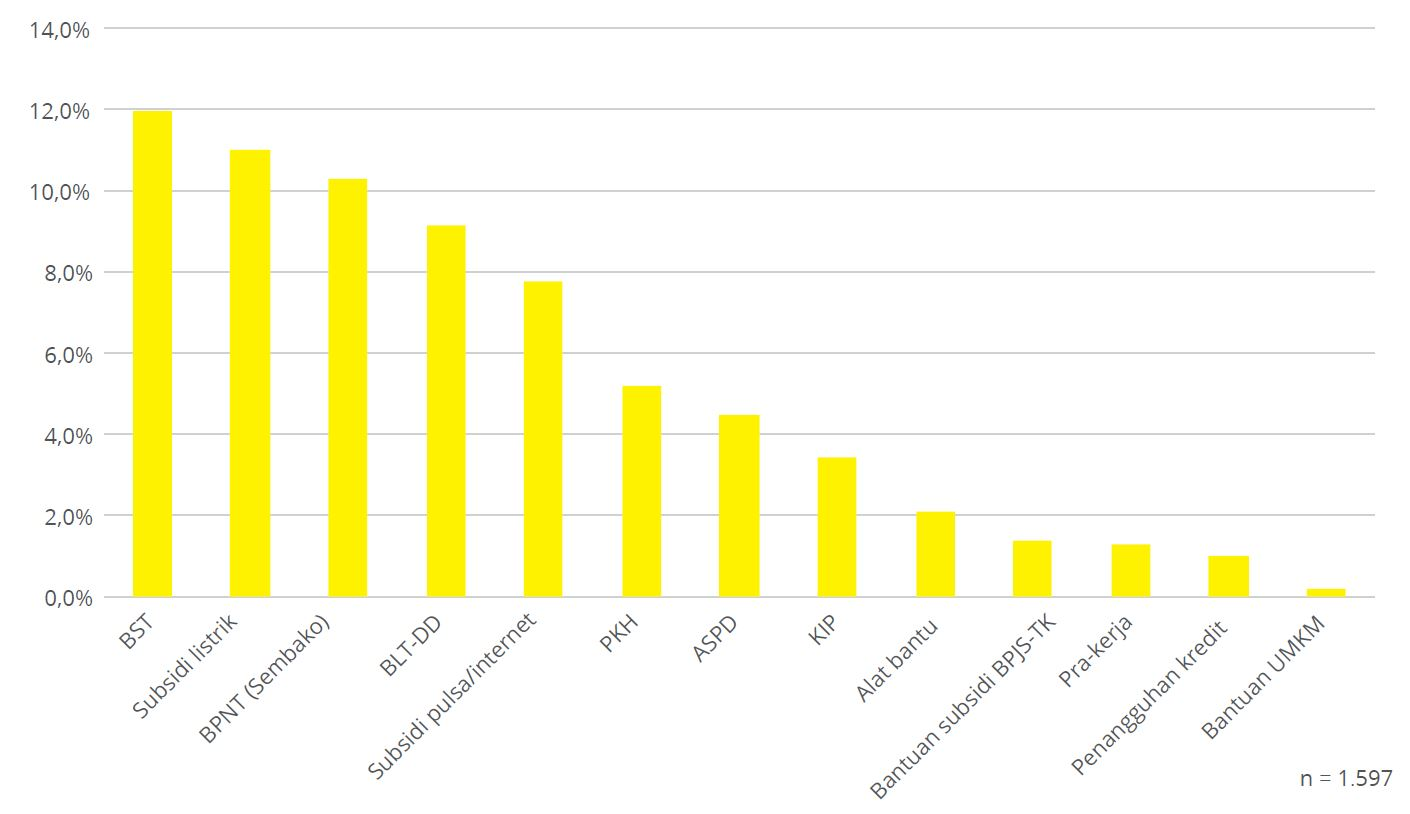 14,0%
12,0%
10,0%
8,0%
6,0%
4,0%
2,0%
0,0%
BST
Subsidi listrik
BPNT (Sembako)
BLT-DD
Subsidi pulsa/internet
PKH
ASPD
KIP
Alat bantu
Bantuan subsidi BPJS-TK
Pra-kerja
Penangguhan kredit
Bantuan UMKM
n = 1.597